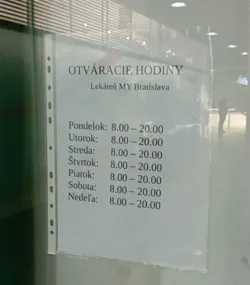 OTVÁRACIE HODINY
Lekáreň MY Bratislava
Pondelok: 8.00 – 20.00
Utorok: 8.00 – 20.00
Streda: 8.00 – 20.00
Štvrtok: 8.00 – 20.00
Piatok: 8.00 – 20.00
Sobota: 8.00 – 20.00
Nedeľa: 8.00 – 20.00